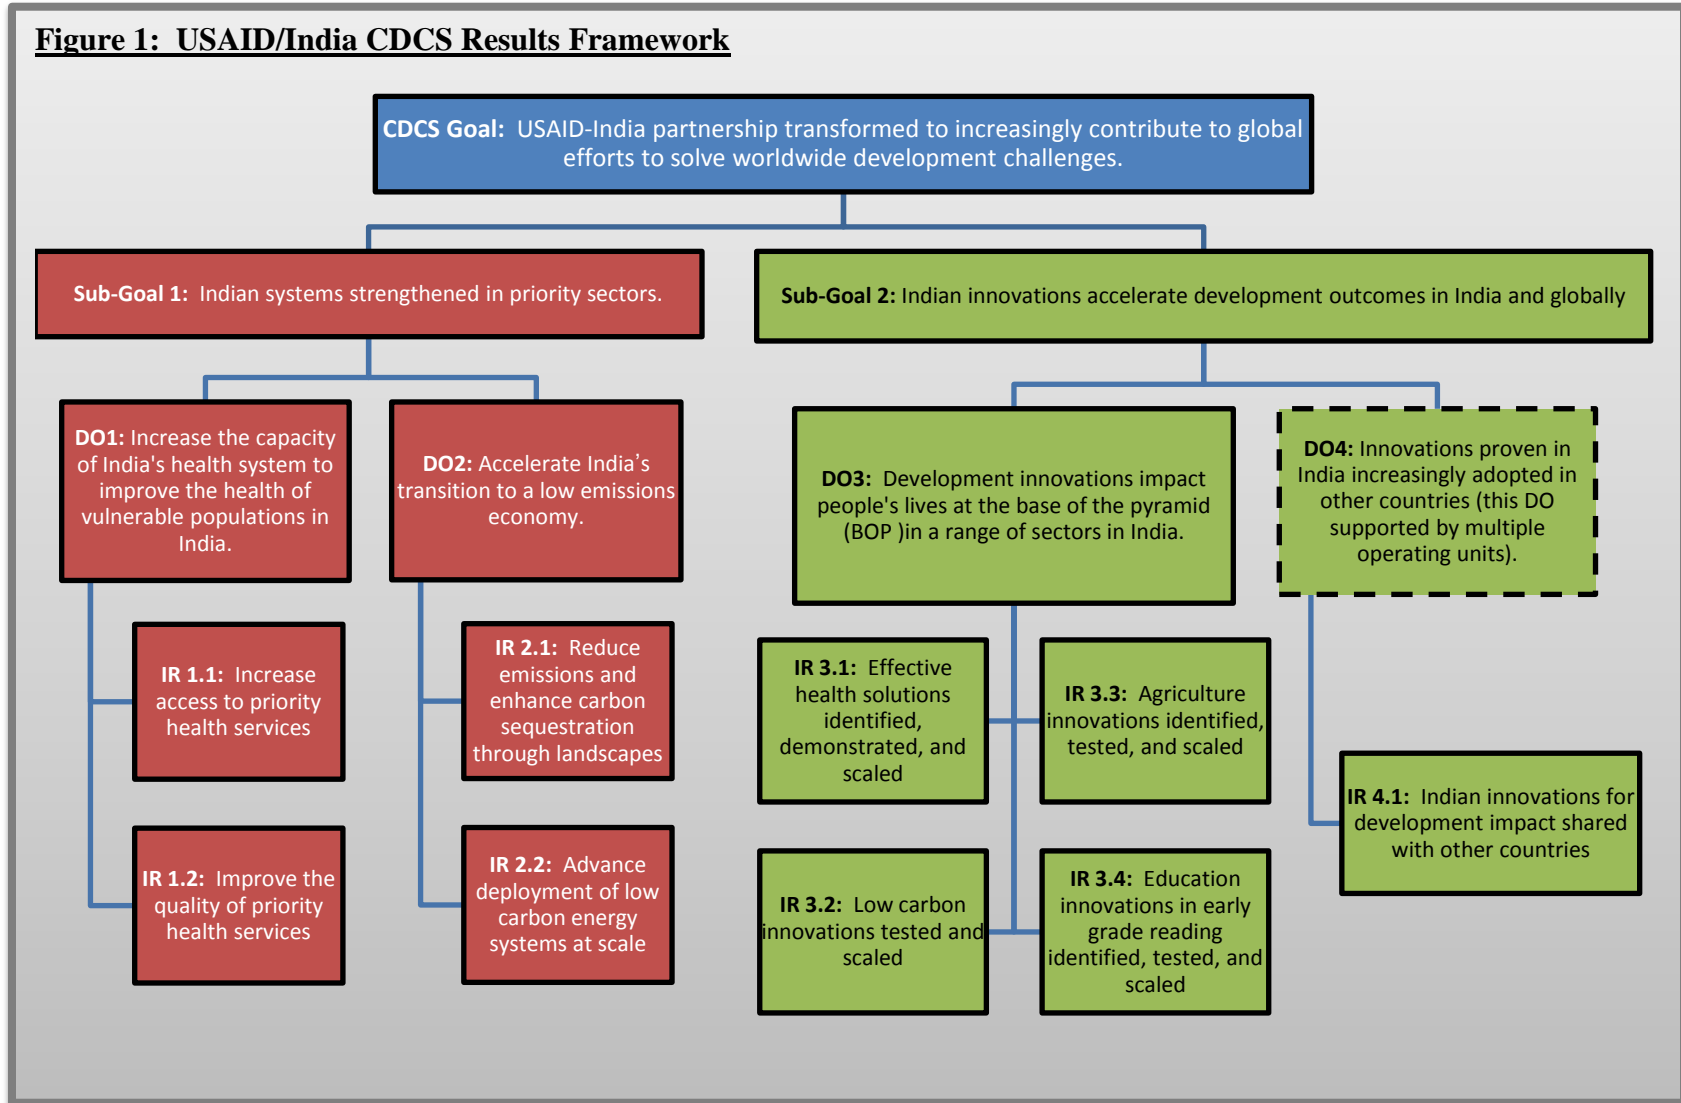 Figure 1:  USAID/India CDCS Results Framework
CDCS Goal:  USAID-India partnership transformed to increasingly contribute to global
efforts to solve worldwide development challenges.
Sub-Goal 1:  Indian systems strengthened in priority sectors.
Sub-Goal 2: Indian innovations accelerate development outcomes in India and globally
DO1: Increase the capacity
of India's health system to
improve the health of
vulnerable populations in
India.
DO2: Accelerate India’s
transition to a low emissions
economy.
DO3:  Development innovations impact
people's lives at the base of the pyramid
(BOP )in a range of sectors in India.
DO4: Innovations proven in
India increasingly adopted in
other countries (this DO
supported by multiple
operating units).
IR 1.1:  Increase
access to priority
health services
IR 2.1:  Reduce
emissions and
enhance carbon
sequestration
through landscapes
IR 3.1:  Effective
health solutions
identified,
demonstrated, and
scaled
IR 3.3:  Agriculture
innovations identified,
tested, and scaled
IR 4.1:  Indian innovations for
development impact shared
with other countries
IR 1.2:  Improve the
quality of priority
health services
IR 2.2:  Advance
deployment of low
carbon energy
systems at scale
IR 3.2:  Low carbon
innovations tested and
scaled
IR 3.4:  Education
innovations in early
grade reading
identified, tested, and
scaled